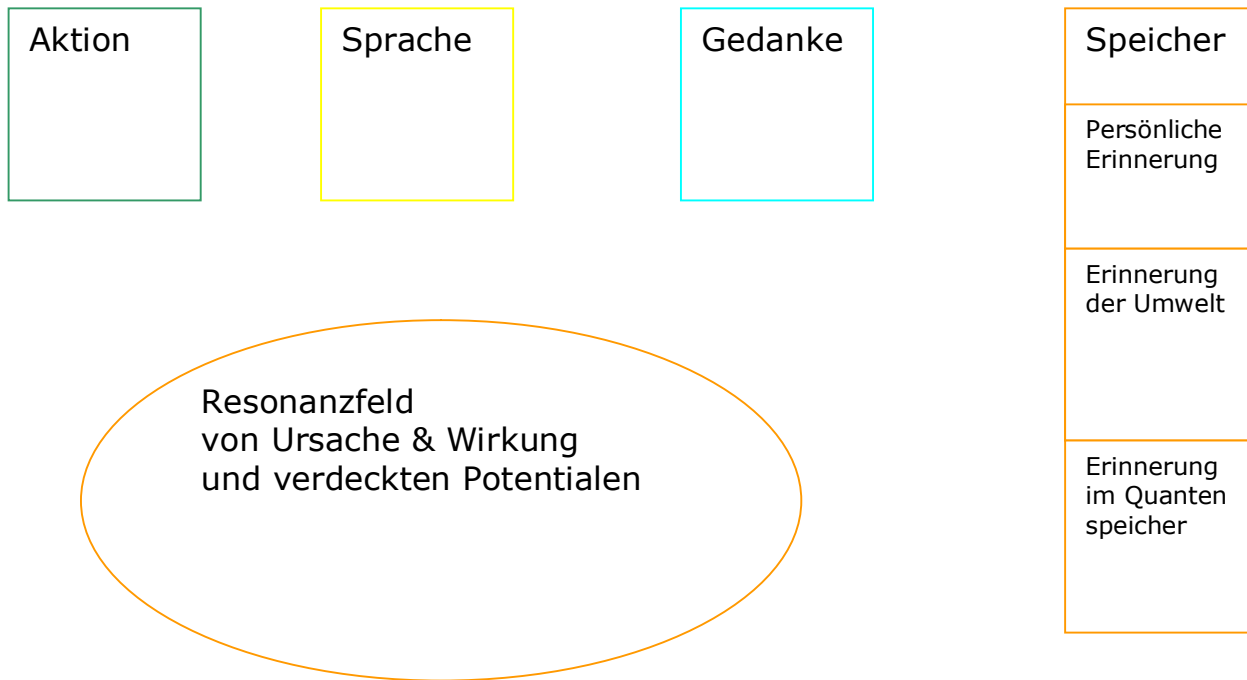 Aktion
Sprache
Gedanke
Speicher
Persönliche
Erinnerung
Erinnerung
der Umwelt
Erinnerung
im Quanten
speicher
Resonanzfeld
von Ursache & Wirkung
und verdeckten Potentialen